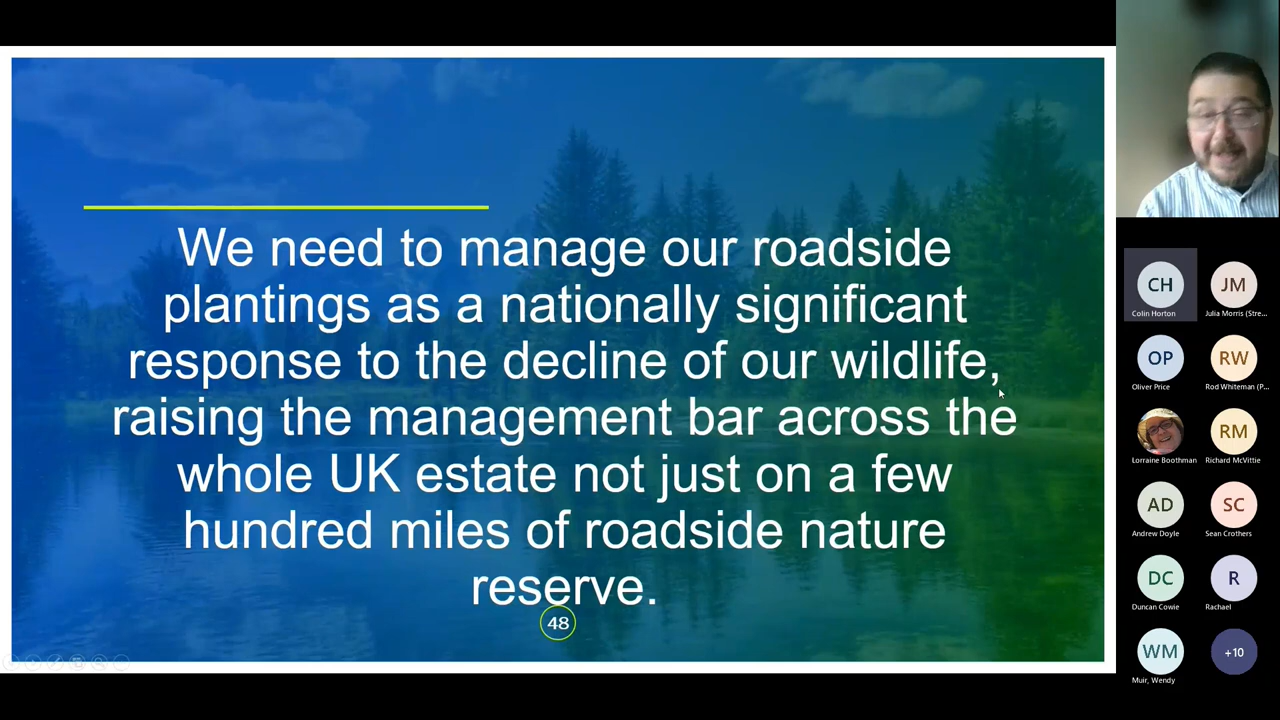 We need to manage our roadside
plantings as a nationally significant
response to the decline of our wildlife,
raising the management bar across the
whole UK estate not just on a few
hundred miles of roadside nature
reserve.
48
CH
Colin Horton
JM
Julia Morris (Stre...
OP
Oliver Price
RW
Rod Whiteman (P...
Lorraine Boothman
RM
Richard McVittie
AD
Andrew Doyle
SC
Sean Crothers
DC
Duncan Cowie
R
Rachael
WM
Muir, Wendy
+10